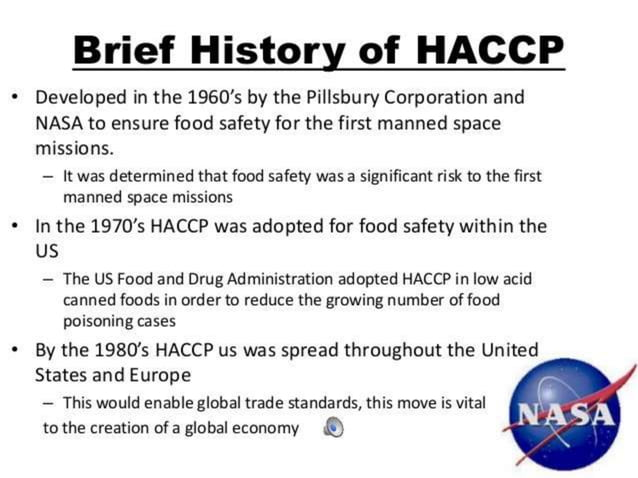 Brief History of HACCP
• Developed in the 1960’s by the Pillsbury Corporation and
NASA to ensure food safety for the first manned space
missions.
– It was determined that food safety was a significant risk to the first
manned space missions
• In the 1970’s HACCP was adopted for food safety within the
US
– The US Food and Drug Administration adopted HACCP in low acid
canned foods in order to reduce the growing number of food
poisoning cases
• By the 1980’s HACCP us was spread throughout the United
States and Europe
– This would enable global trade standards, this move is vital
to the creation of a global economy
NASA